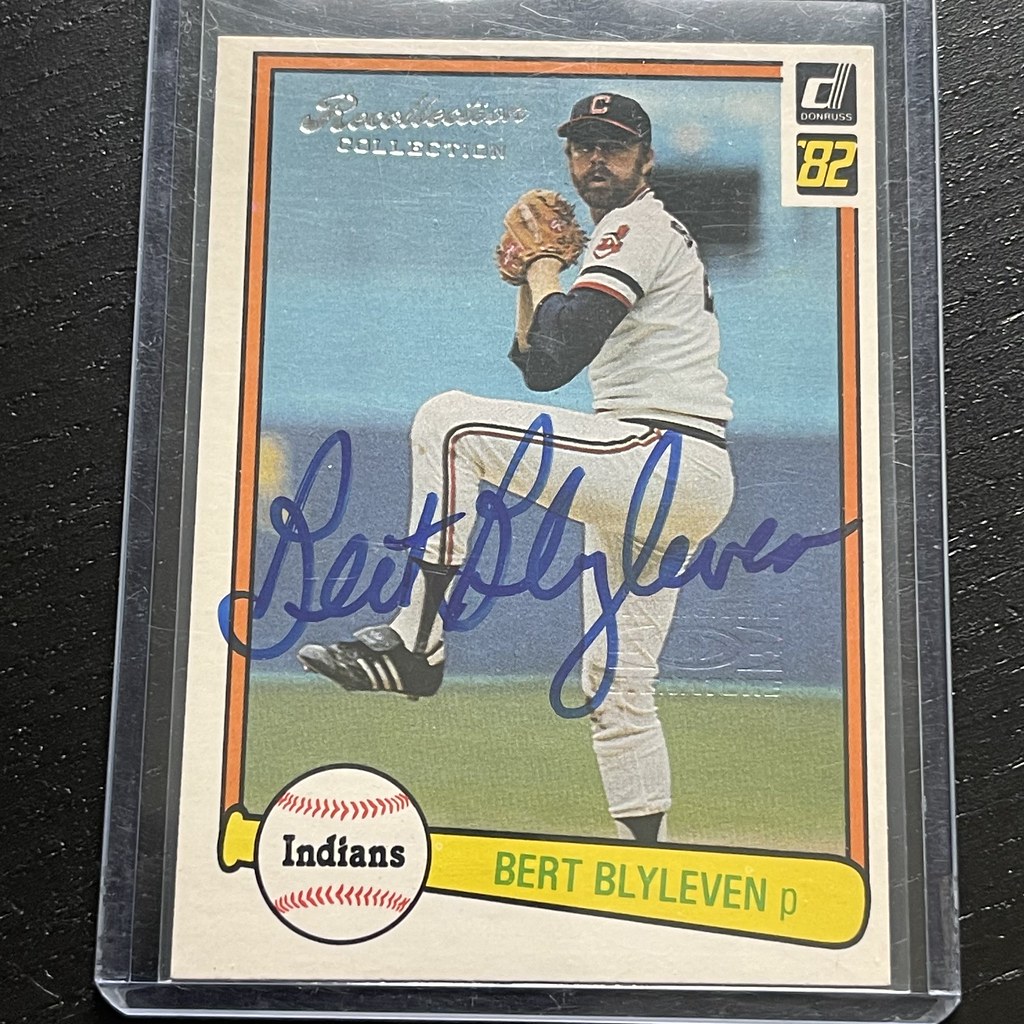 Recollection
COLLECTION
C
DONRUSS
'82
Bert Blyleven
Indians
BERT BLYLEVEN p